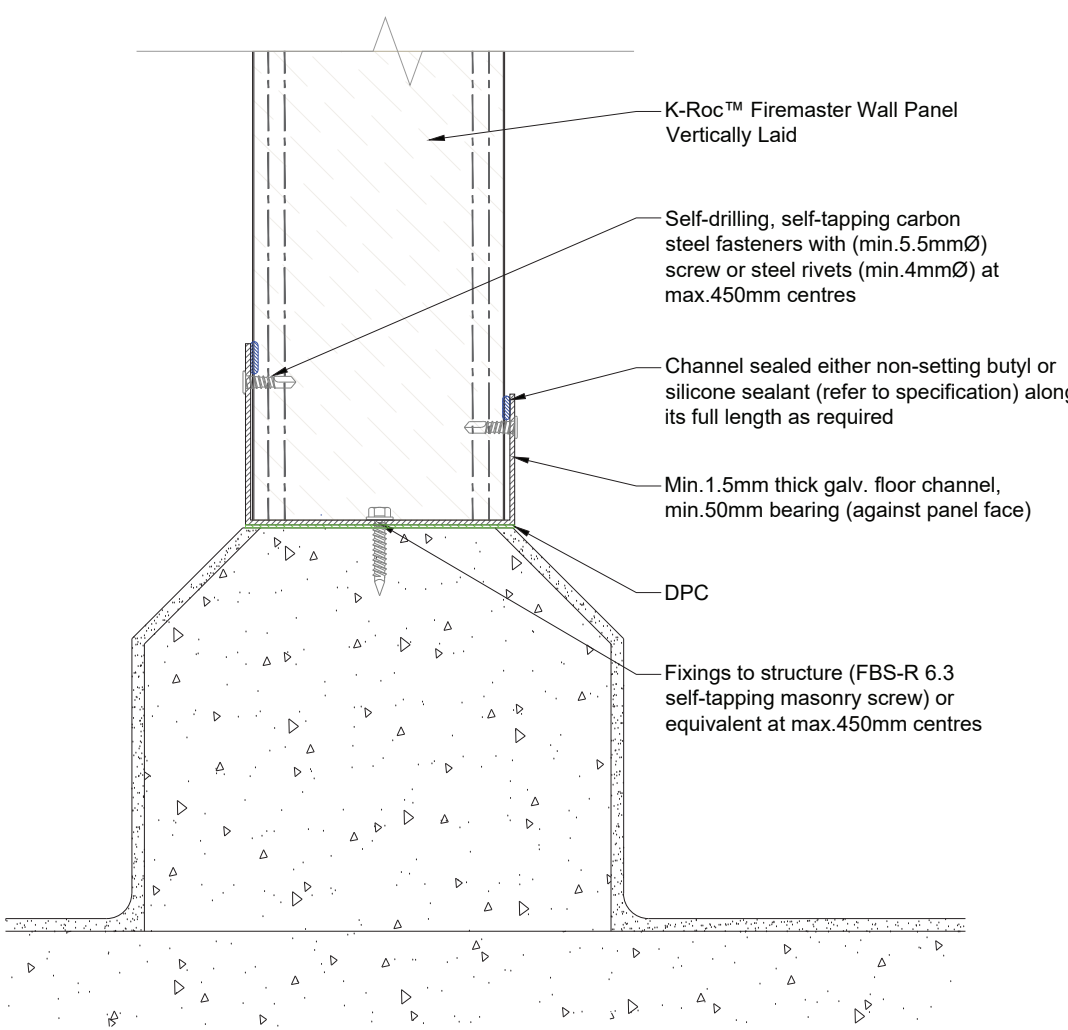 K-Roc™ Firemaster Wall Panel
Vertically Laid
Self-drilling, self-tapping carbon
steel fasteners with (min.5.5mmØ)
screw or steel rivets (min.4mmØ) at
max.450mm centres
Channel sealed either non-setting butyl or
silicone sealant (refer to specification) along
its full length as required
Min.1.5mm thick galv. floor channel,
min.50mm bearing (against panel face)
DPC
Fixings to structure (FBS-R 6.3
self-tapping masonry screw) or
equivalent at max.450mm centres